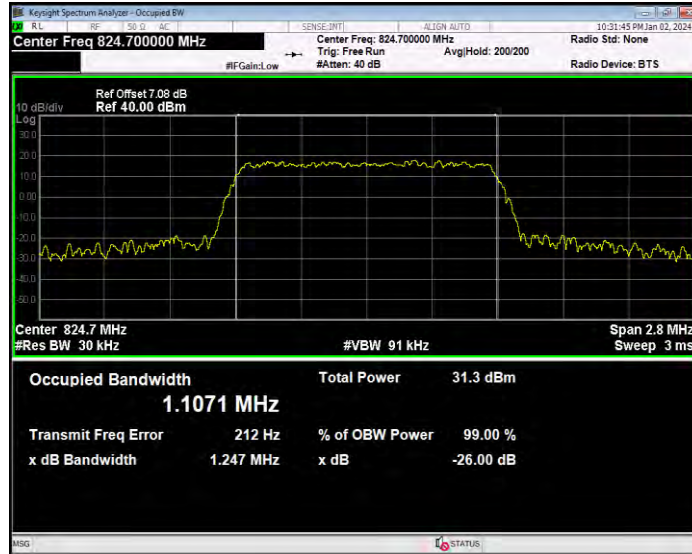 Keysight Spectrum Analyzer - Occupied BW
RL RF 50 Ω AC SENSE:INT ALIGN AUTO 10:31:45 PM Jan 02, 2024
Center Freq 824.700000 MHz Center Freq: 824.700000 MHz Radio Std: None
Trig: Free Run Avg|Hold: 200/200
#IFGain:Low #Atten: 40 dB Radio Device: BTS
Ref Offset 7.08 dB
10 dB/div Ref 40.00 dBm
Log
30.0
20.0
10.0
0.00
-10.0
-20.0
-30.0
-40.0
-50.0
Center 824.7 MHz Span 2.8 MHz
#Res BW 30 kHz #VBW 91 kHz Sweep 3 ms
Occupied Bandwidth Total Power 31.3 dBm
1.1071 MHz
Transmit Freq Error 212 Hz % of OBW Power 99.00 %
x dB Bandwidth 1.247 MHz x dB -26.00 dB
MSG STATUS